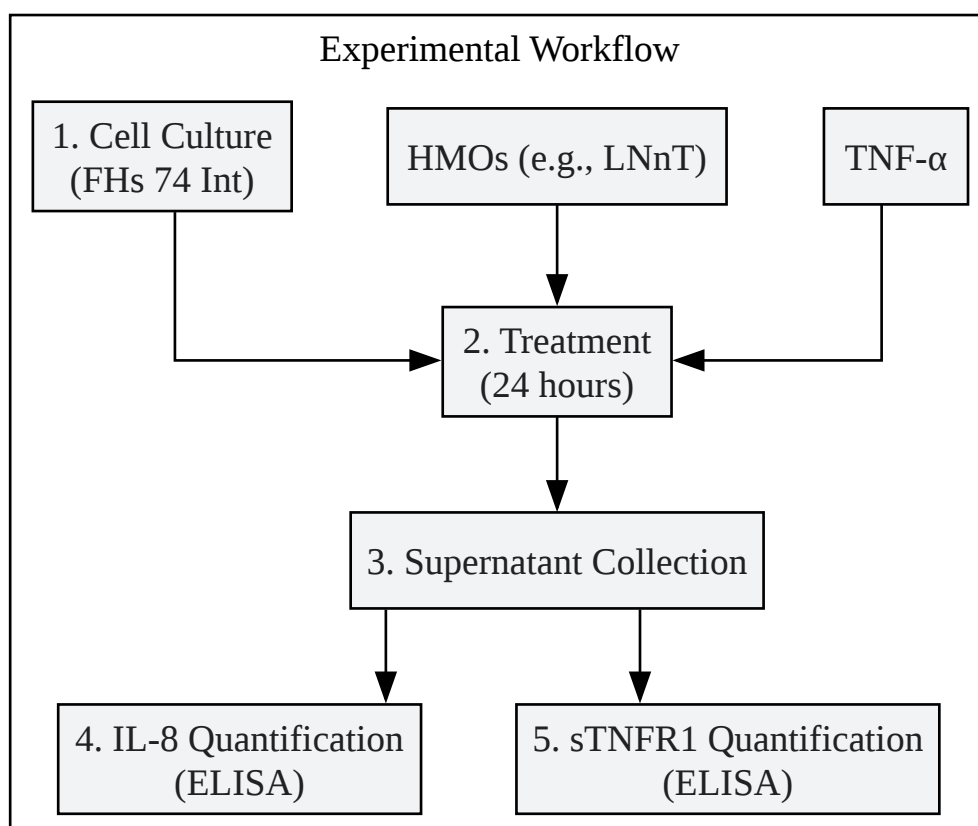 Experimental Workflow
1. Cell Culture
(FHs 74 Int)
HMOs (e.g., LNnT)
TNF-α
2. Treatment
(24 hours)
3. Supernatant Collection
4. IL-8 Quantification
(ELISA)
5. sTNFR1 Quantification
(ELISA)